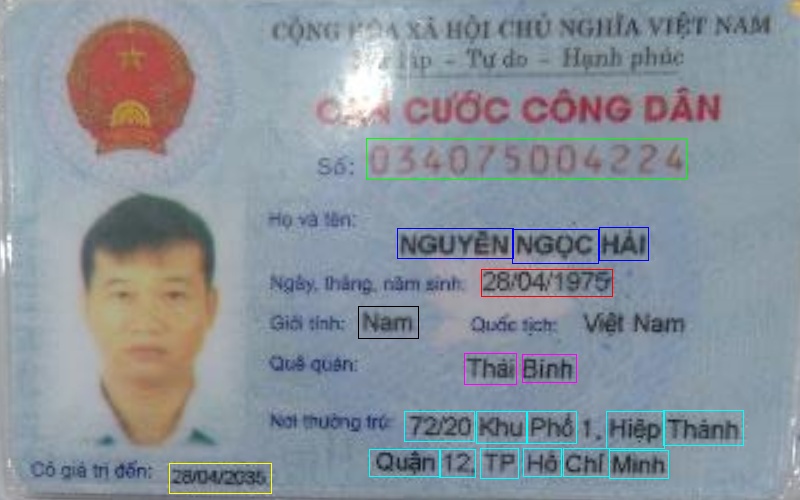 CỘNG HÒA XÃ HỘI CHỦ NGHĨA VIỆT NAM
lập - Tự do - Hạnh phúc
CĂN CƯỚC CÔNG DÂN
Số: 034075004224
Họ và tên:
NGUYỄN NGỌC HẢI
Ngày, tháng, năm sinh: 28/04/1975
Giới tính: Nam Quốc tịch: Việt Nam
Quê quán: Thái Bình
Nơi thường trú: 72/20 Khu Phố 1, Hiệp Thành
Quận 12, TP Hồ Chí Minh
Có giá trị đến: 28/04/2035